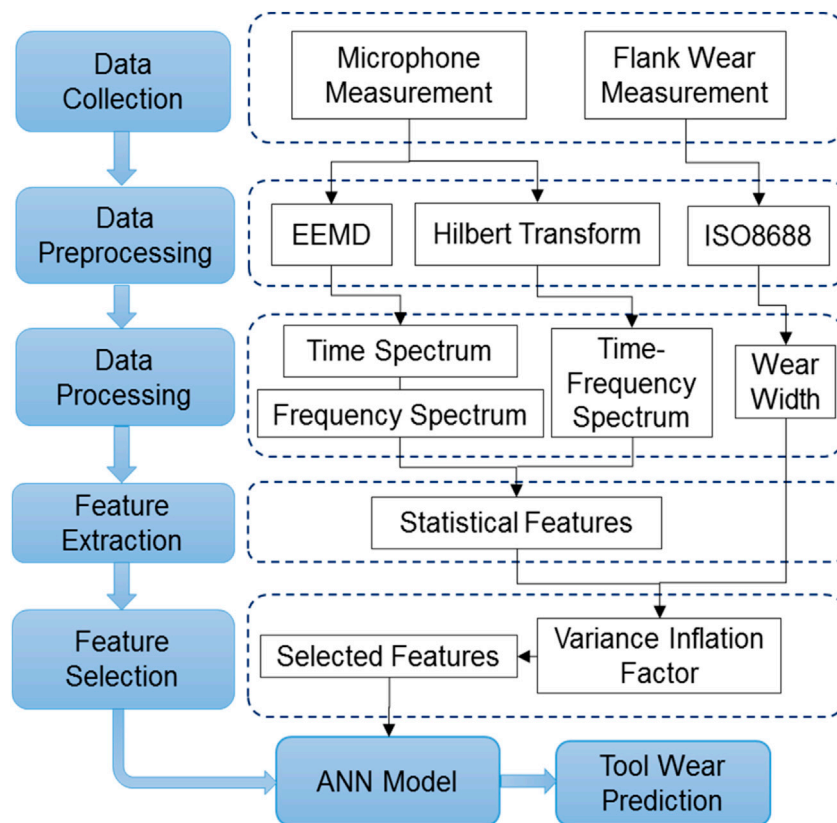 Data
Collection
Microphone
Measurement
Flank Wear
Measurement
Data
Preprocessing
EEMD
Hilbert Transform
ISO8688
Data
Processing
Time Spectrum
Frequency Spectrum
Time-
Frequency
Spectrum
Wear
Width
Feature
Extraction
Statistical Features
Feature
Selection
Selected Features
Variance Inflation
Factor
ANN Model
Tool Wear
Prediction